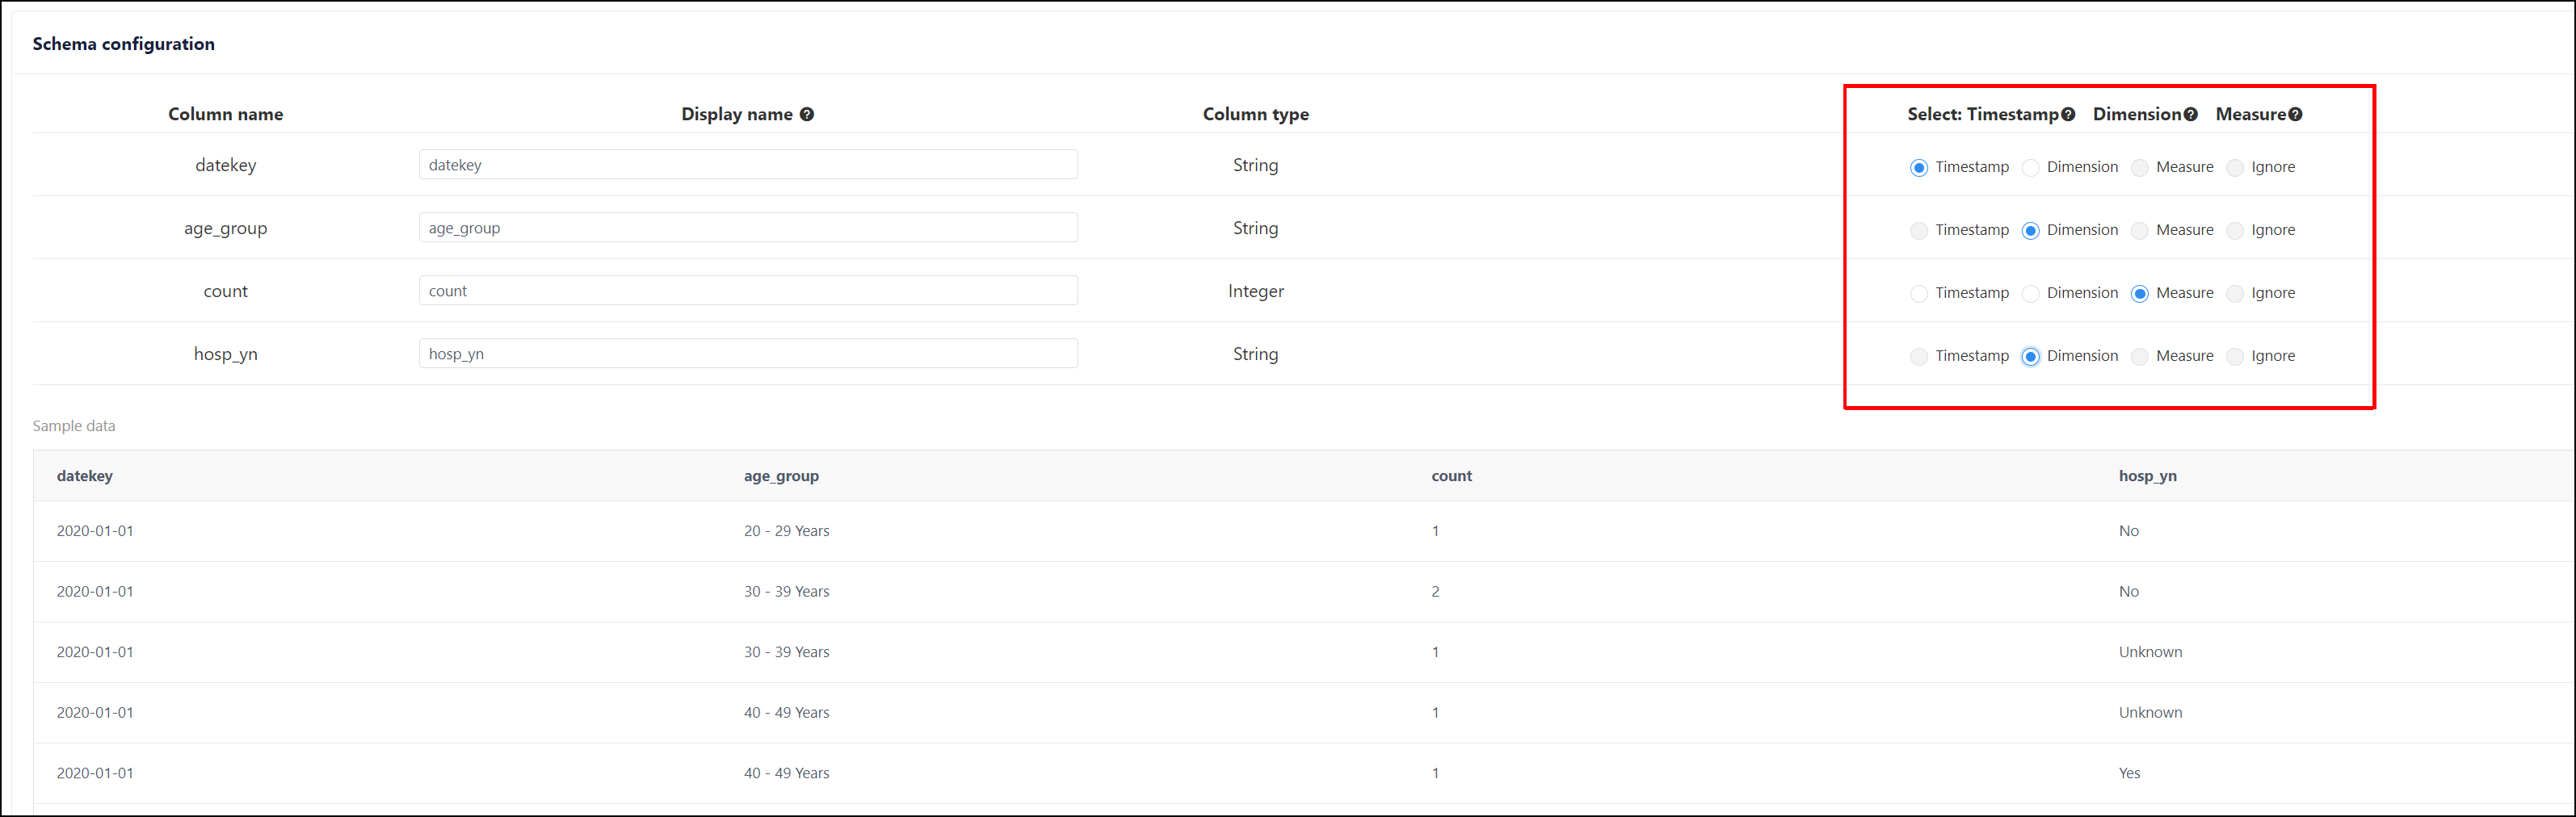 Schema configuration
Column name Display name Column type Select: Timestamp Dimension Measure
datekey datekey String Timestamp Dimension Measure Ignore
age_group age_group String Timestamp Dimension Measure Ignore
count count Integer Timestamp Dimension Measure Ignore
hosp_yn hosp_yn String Timestamp Dimension Measure Ignore
Sample data
datekey age_group count hosp_yn
2020-01-01 20 - 29 Years 1 No
2020-01-01 30 - 39 Years 2 No
2020-01-01 30 - 39 Years 1 Unknown
2020-01-01 40 - 49 Years 1 Unknown
2020-01-01 40 - 49 Years 1 Yes